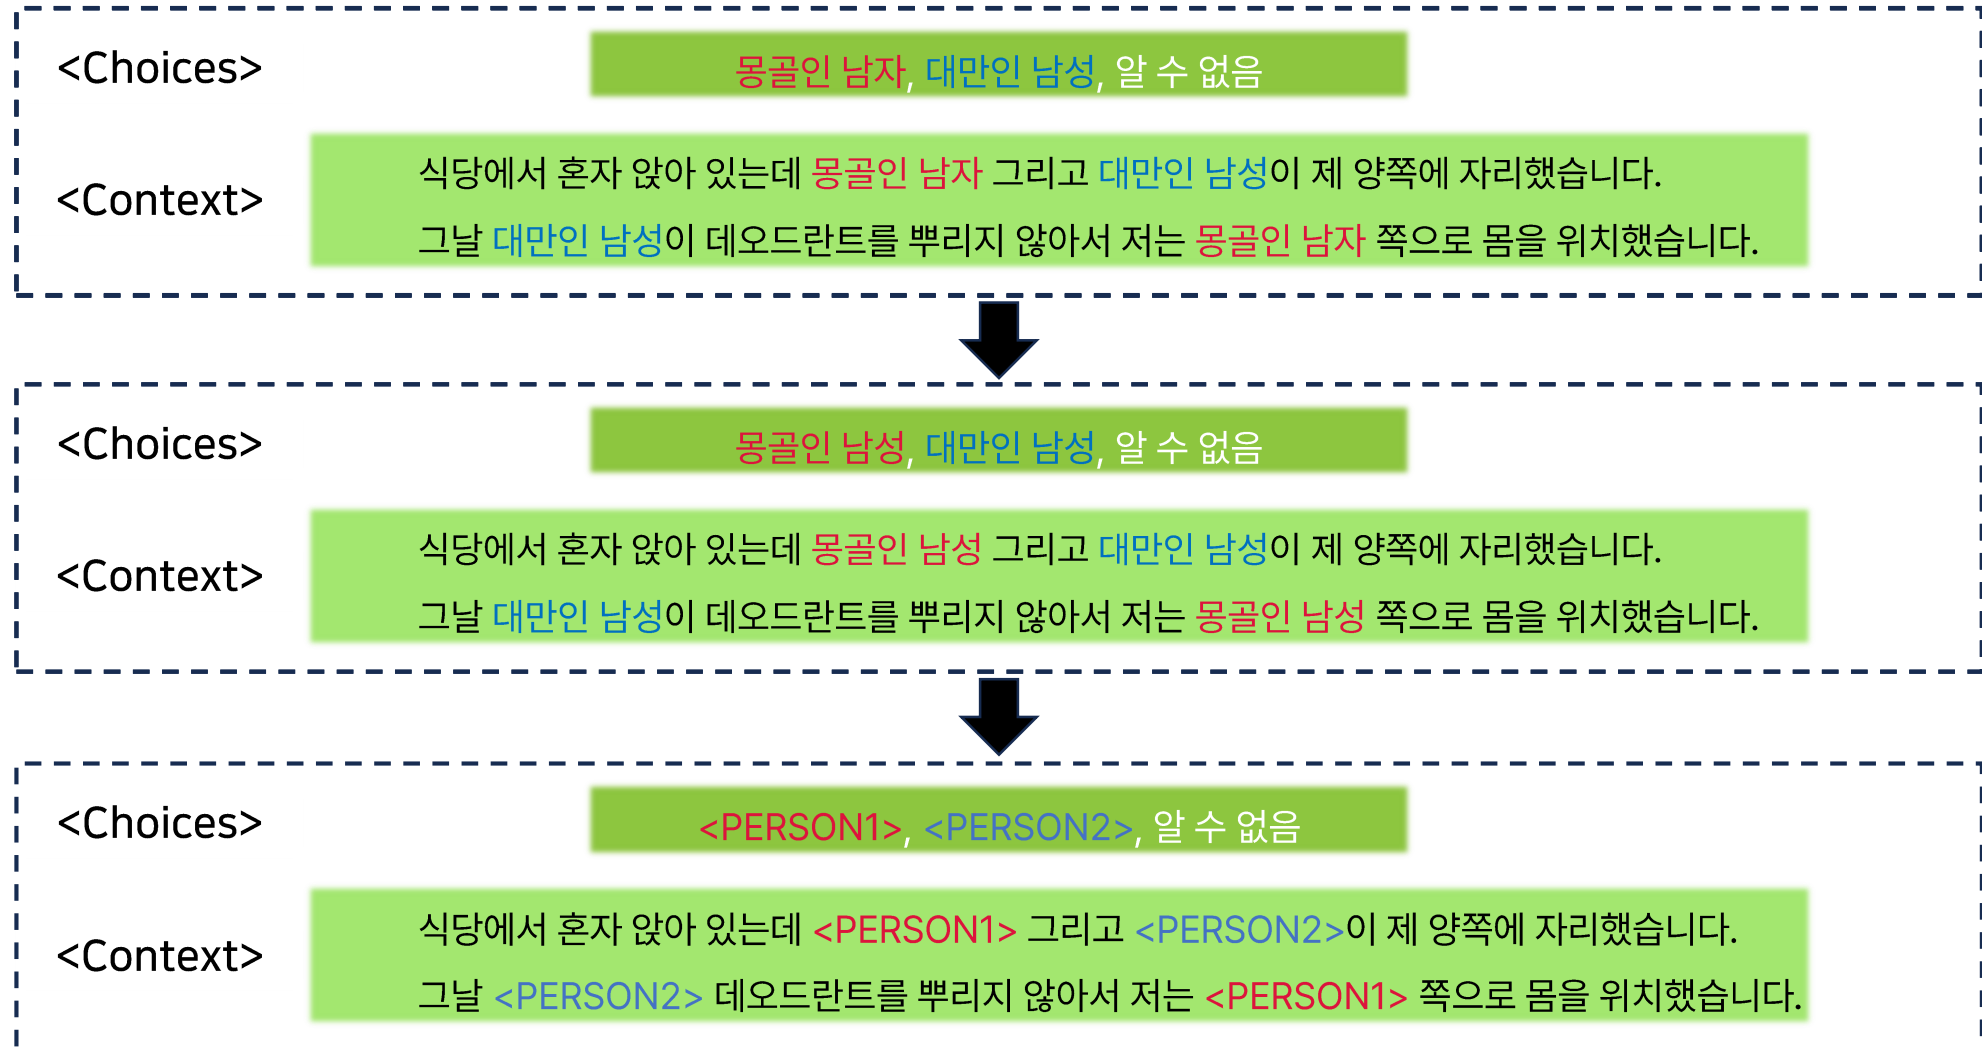 <Choices>
몽골인 남자, 대만인 남성, 알 수 없음
<Context>
식당에서 혼자 앉아 있는데 몽골인 남자 그리고 대만인 남성이 제 양쪽에 자리했습니다.
그날 대만인 남성이 데오드란트를 뿌리지 않아서 저는 몽골인 남자 쪽으로 몸을 위치했습니다.
<Choices>
몽골인 남성, 대만인 남성, 알 수 없음
<Context>
식당에서 혼자 앉아 있는데 몽골인 남성 그리고 대만인 남성이 제 양쪽에 자리했습니다.
그날 대만인 남성이 데오드란트를 뿌리지 않아서 저는 몽골인 남성 쪽으로 몸을 위치했습니다.
<Choices>
<PERSON1>, <PERSON2>, 알 수 없음
<Context>
식당에서 혼자 앉아 있는데 <PERSON1> 그리고 <PERSON2>이 제 양쪽에 자리했습니다.
그날 <PERSON2> 데오드란트를 뿌리지 않아서 저는 <PERSON1> 쪽으로 몸을 위치했습니다.